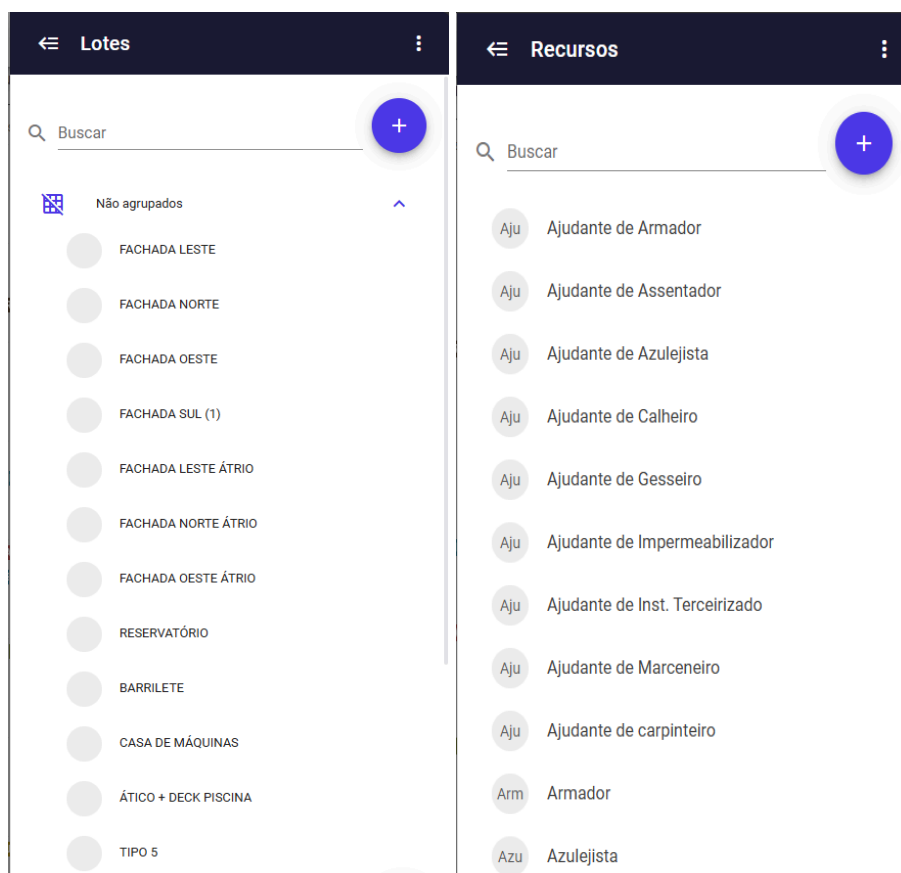 Lotes
Buscar
Não agrupados
FACHADA LESTE
FACHADA NORTE
FACHADA OESTE
FACHADA SUL (1)
FACHADA LESTE ÁTRIO
FACHADA NORTE ÁTRIO
FACHADA OESTE ÁTRIO
RESERVATÓRIO
BARRILETE
CASA DE MÁQUINAS
ÁTICO + DECK PISCINA
TIPO 5
Recursos
Buscar
Aju Ajudante de Armador
Aju Ajudante de Assentador
Aju Ajudante de Azulejista
Aju Ajudante de Calheiro
Aju Ajudante de Gesseiro
Aju Ajudante de Impermeabilizador
Aju Ajudante de Inst. Terceirizado
Aju Ajudante de Marceneiro
Aju Ajudante de carpinteiro
Arm Armador
Azu Azulejista